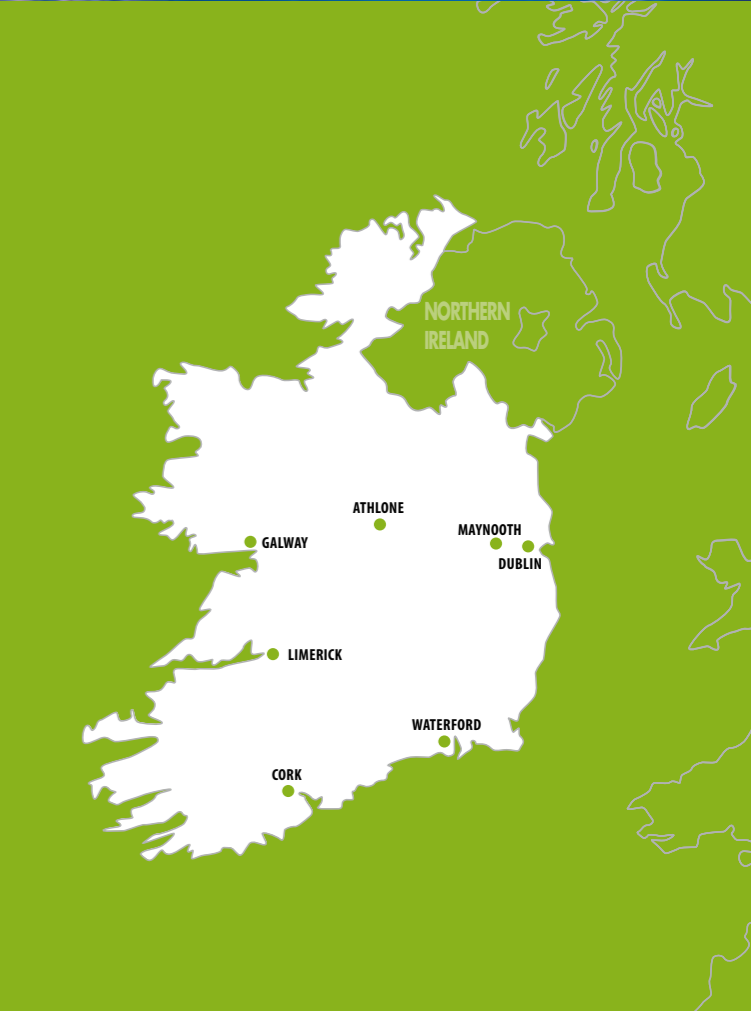 NORTHERN
IRELAND
ATHLONE
MAYNOOTH
GALWAY
DUBLIN
LIMERICK
WATERFORD
CORK